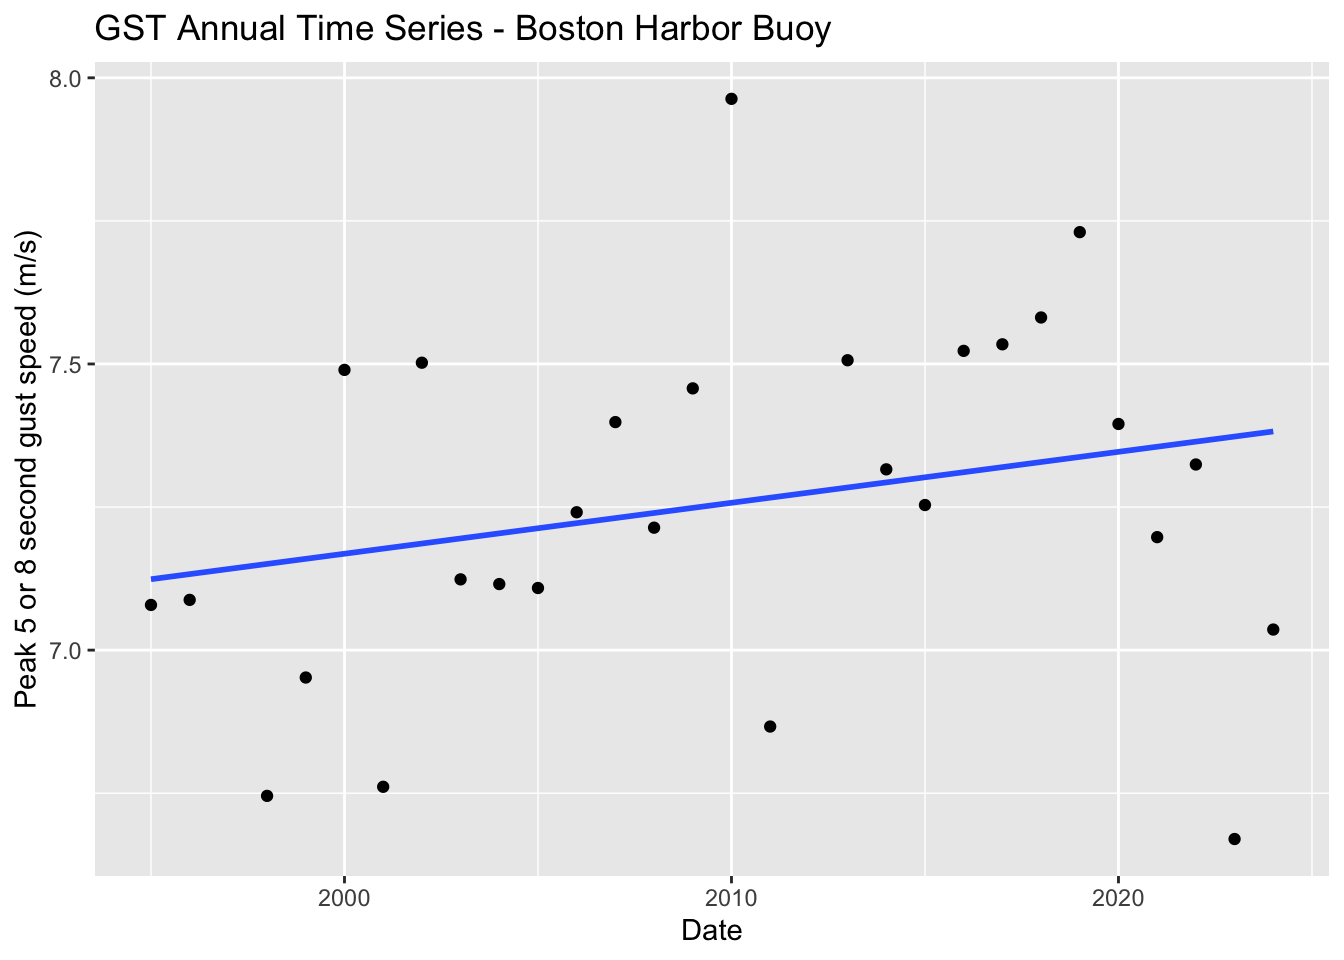 GST Annual Time Series - Boston Harbor Buoy
8.0
7.5
7.0
Peak 5 or 8 second gust speed (m/s)
2000 2010 2020
Date